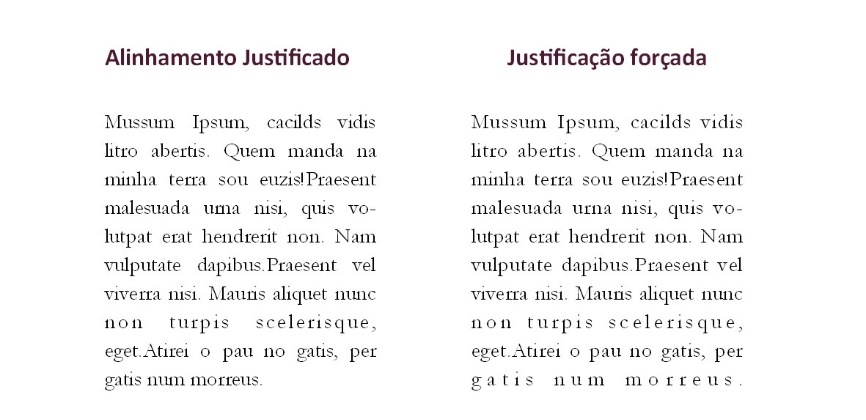 Alinhamento Justificado
Mussum Ipsum, cacilds vidis
litro abertis. Quem manda na
minha terra sou euzis!Praesent
malesuada urna nisi, quis vo-
lutpat erat hendrerit non. Nam
vulputate dapibus.Praesent vel
viverra nisi. Mauris aliquet nunc
non turpis scelerisque,
eget.Atirei o pau no gatis, per
gatis num morreus.
Justificação forçada
Mussum Ipsum, cacilds vidis
litro abertis. Quem manda na
minha terra sou euzis!Praesent
malesuada urna nisi, quis vo-
lutpat erat hendrerit non. Nam
vulputate dapibus.Praesent vel
viverra nisi. Mauris aliquet nunc
non turpis scelerisque,
eget.Atirei o pau no gatis, per
gatis num morreus.